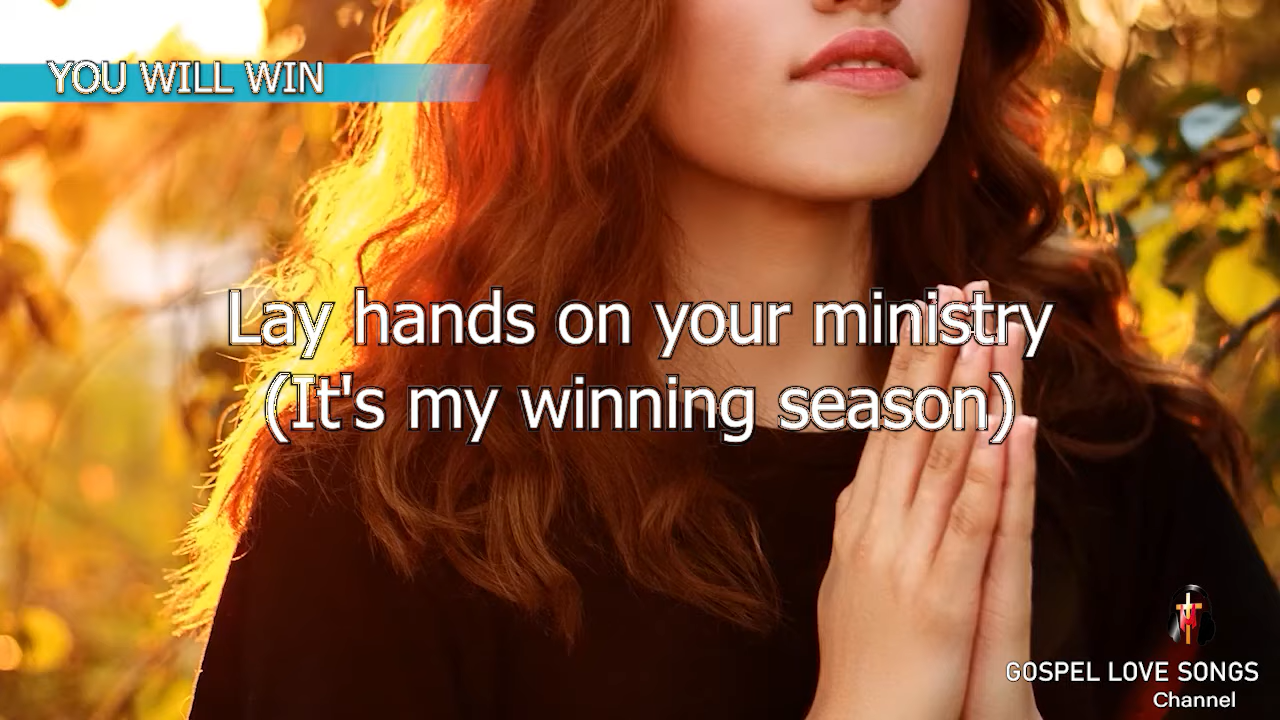 YOU WILL WIN
Lay hands on your ministry
(It's my winning season)
GOSPEL LOVE SONGS
Channel